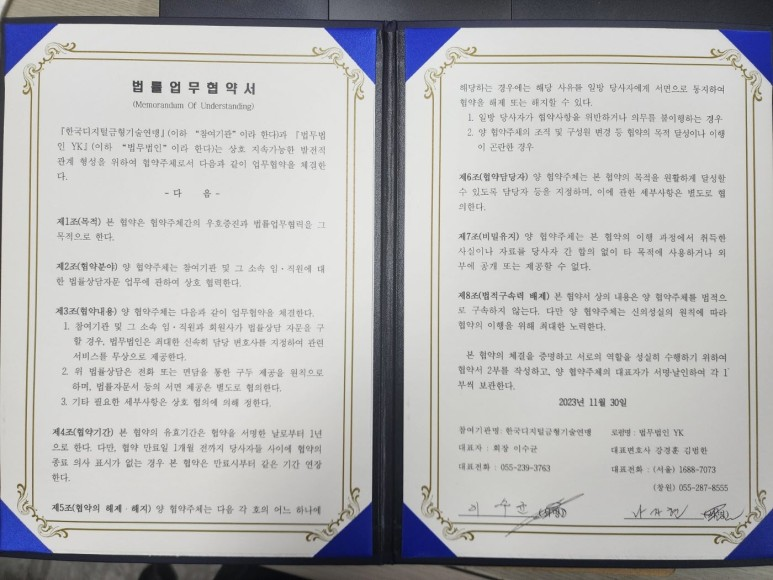 법률업무협약서
(Memorandum Of Understanding)
『한국디지털금형기술연맹』(이하 “참여기관”이라 한다)과 『법무법
인 YK』(이하 “법무법인”이라 한다)는 상호 지속가능한 발전적
관계 형성을 위하여 협약주체로서 다음과 같이 업무협약을 체결한
다.
- 다 음 -
제1조(목적) 본 협약은 협약주체간의 우호증진과 법률업무협력을 그
목적으로 한다.
제2조(협약분야) 양 협약주체는 참여기관 및 그 소속 임·직원에 대
한 법률상담자문 업무에 관하여 상호 협력한다.
제3조(협약내용) 양 협약주체는 다음과 같이 업무협약을 체결한다.
1. 참여기관 및 그 소속 임·직원과 회원사가 법률상담 자문을 구
할 경우, 법무법인은 최대한 신속히 담당 변호사를 지정하여 관련
서비스를 무상으로 제공한다.
2. 위 법률상담은 전화 또는 면담을 통한 구두 제공을 원칙으로
하며, 법률자문서 등의 서면 제공은 별도로 협의한다.
3. 기타 필요한 세부사항은 상호 협의에 의해 정한다.
제4조(협약기간) 본 협약의 유효기간은 협약을 서명한 날로부터 1년
으로 한다. 다만, 협약 만료일 1개월 전까지 당사자들 사이에 협약의
종료 의사 표시가 없는 경우 본 협약은 만료시부터 같은 기간 연장
한다.
제5조(협약의 해제·해지) 양 협약주체는 다음 각 호의 어느 하나에
해당하는 경우에는 해당 사유를 일방 당사자에게 서면으로 통지하여
협약을 해제 또는 해지할 수 있다.
1. 일방 당사자가 협약사항을 위반하거나 의무를 불이행하는 경우
2. 양 협약주체의 조직 및 구성원 변경 등 협약의 목적 달성이나 이행
이 곤란한 경우
제6조(협약담당자) 양 협약주체는 본 협약의 목적을 원활하게 달성할
수 있도록 담당자 등을 지정하며, 이에 관한 세부사항은 별도로 협
의한다.
제7조(비밀유지) 양 협약주체는 본 협약의 이행 과정에서 취득한
사실이나 자료를 당사자 간 합의 없이 타 목적에 사용하거나 외
부에 공개 또는 제공할 수 없다.
제8조(법적구속력 배제) 본 협약서 상의 내용은 양 협약주체를 법적으
로 구속하지 않는다. 다만 양 협약주체는 신의성실의 원칙에 따라
협약의 이행을 위해 최대한 노력한다.
본 협약의 체결을 증명하고 서로의 역할을 성실히 수행하기 위하여
협약서 2부를 작성하고, 양 협약주체의 대표자가 서명·날인하여 각 1
부씩 보관한다.
2023년 11월 30일
참여기관명: 한국디지털금형기술연맹
대표자 : 회장 이수균
대표전화 : 055-239-3763
로펌명 : 법무법인 YK
대표변호사 강경훈 김범한
대표전화 : (서울) 1688-7073
(창원) 055-287-8555
이 수 균